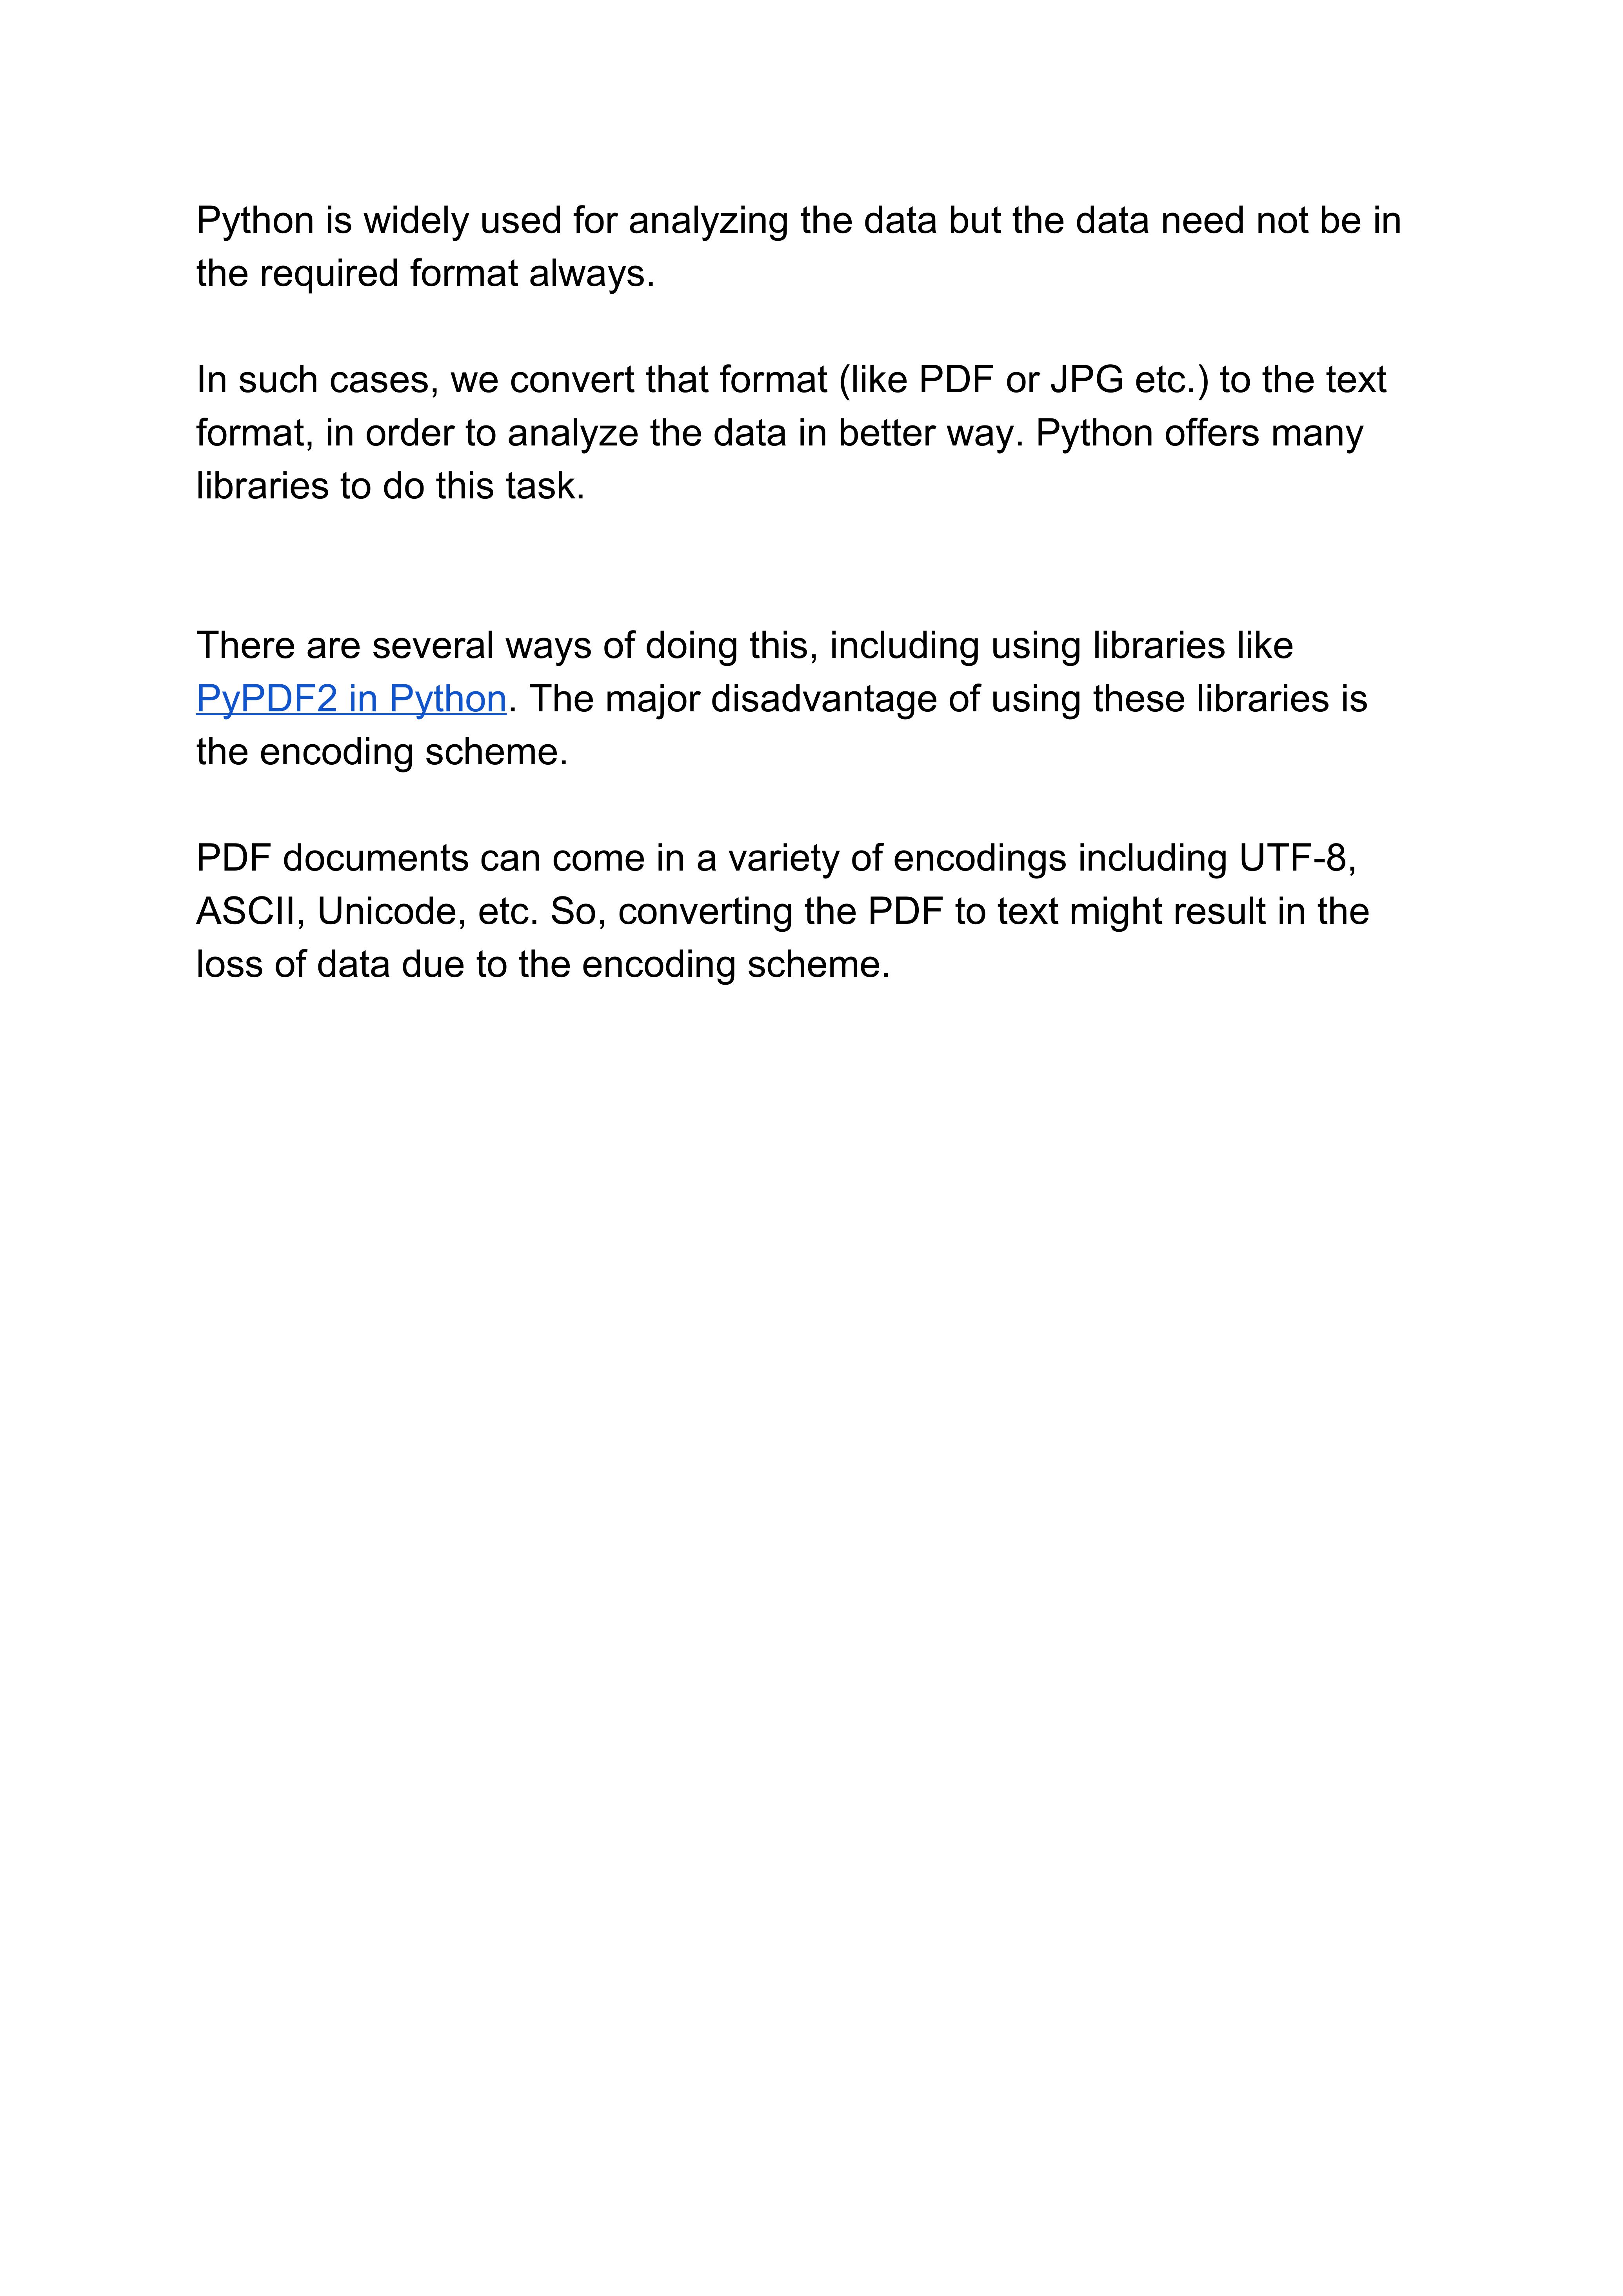 Python is widely used for analyzing the data but the data need not be in
the required format always.
In such cases, we convert that format (like PDF or JPG etc.) to the text
format, in order to analyze the data in better way. Python offers many
libraries to do this task.
There are several ways of doing this, including using libraries like
PyPDF2 in Python. The major disadvantage of using these libraries is
the encoding scheme.
PDF documents can come in a variety of encodings including UTF-8,
ASCII, Unicode, etc. So, converting the PDF to text might result in the
loss of data due to the encoding scheme.